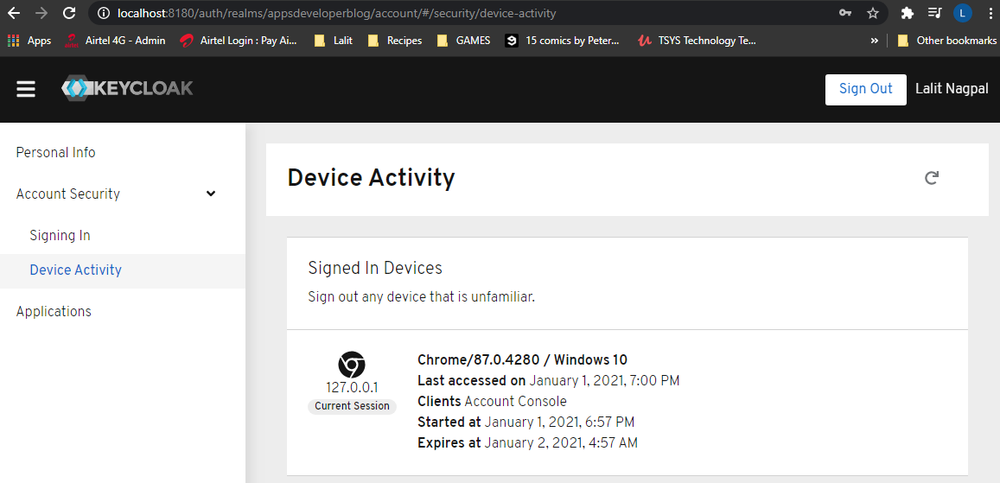 localhost:8180/auth/realms/appsdeveloperblog/account/#/security/device-activity
L
Apps Airtel 4G - Admin Airtel Login : Pay Ai... Lalit Recipes GAMES 15 comics by Peter... TSYS Technology Te... » Other bookmarks
KEYCLOAK
Sign Out Lalit Nagpal
Personal Info
Account Security
Signing In
Device Activity
Applications
Device Activity
Signed In Devices
Sign out any device that is unfamiliar.
127.0.0.1
Current Session
Chrome/87.0.4280 / Windows 10
Last accessed on January 1, 2021, 7:00 PM
Clients Account Console
Started at January 1, 2021, 6:57 PM
Expires at January 2, 2021, 4:57 AM